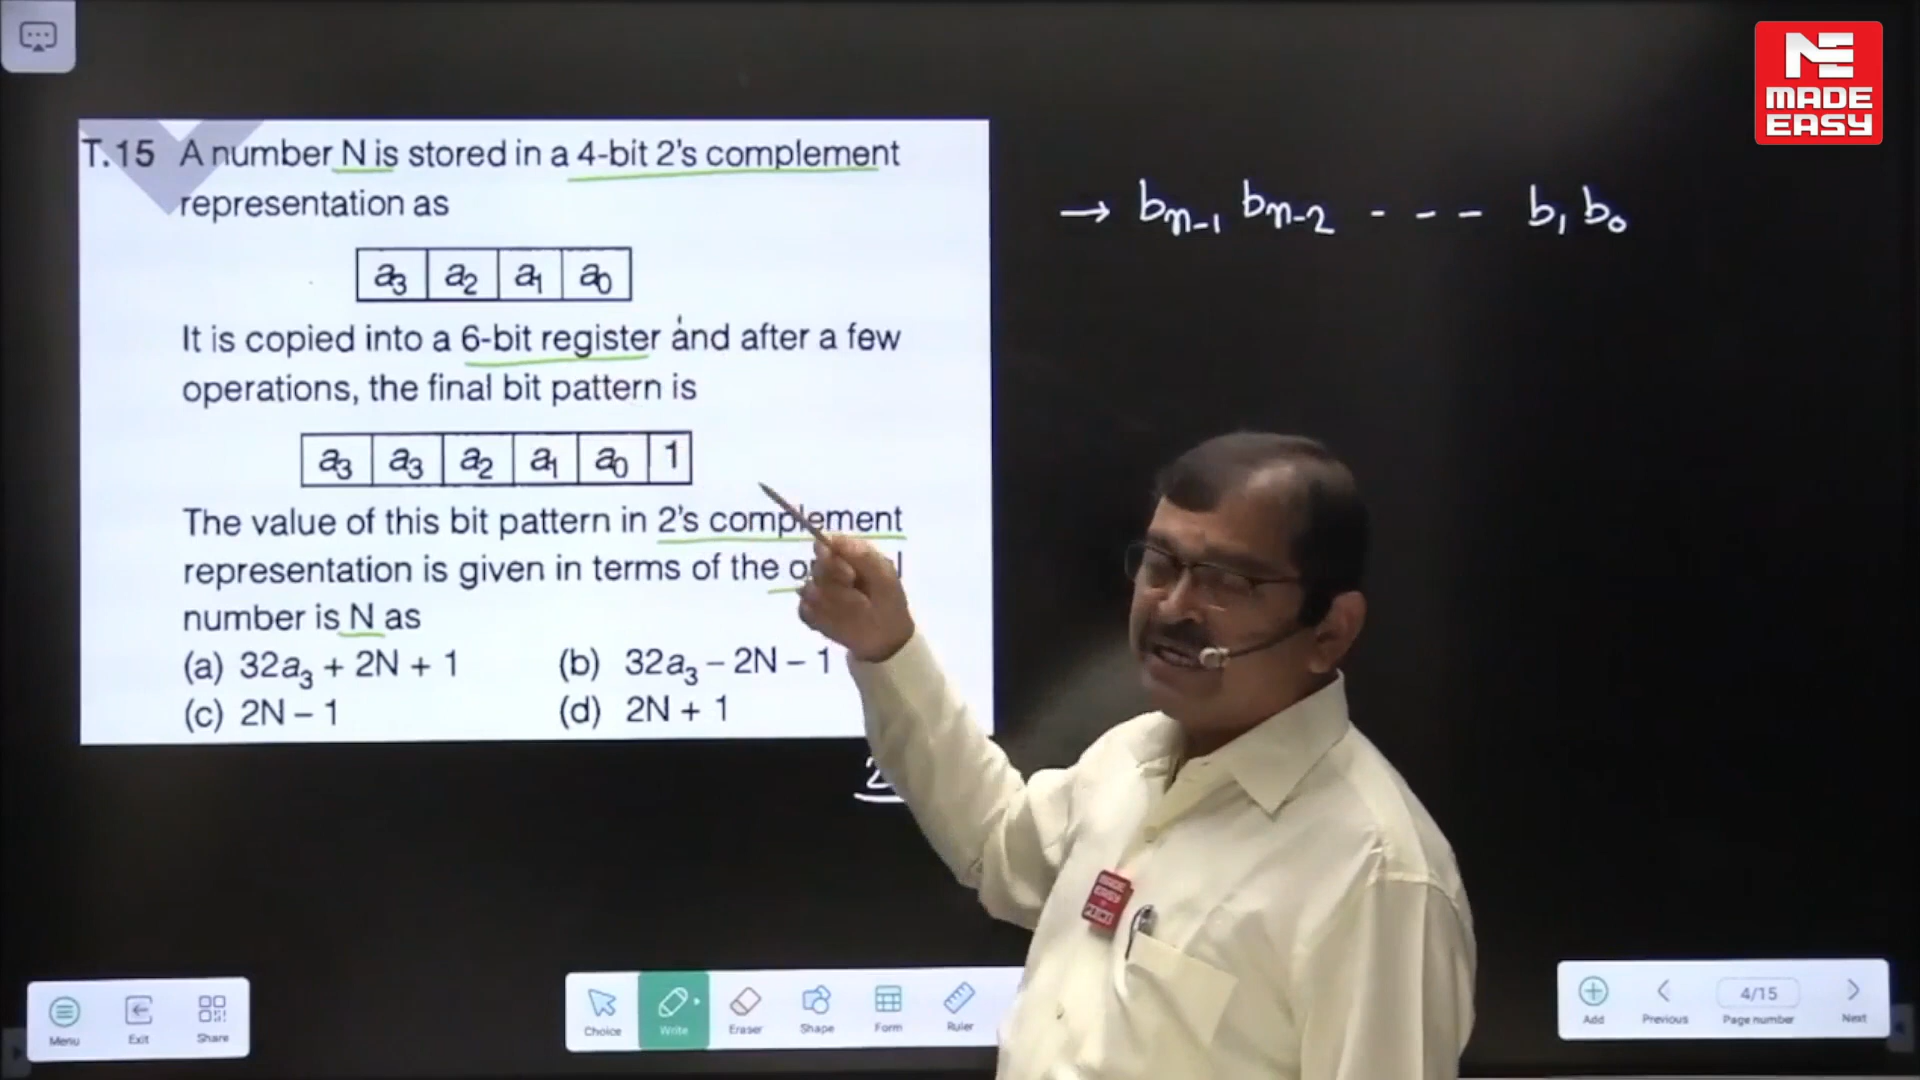 NE
MADE
EASY
T.15 A number N is stored in a 4-bit 2's complement
representation as
a3 a2 a1 a0
It is copied into a 6-bit register and after a few
operations, the final bit pattern is
a3 a3 a2 a1 a0 1
The value of this bit pattern in 2's complement
representation is given in terms of the
number is N as
(a) 32a3 + 2N + 1 (b) 32a3 – 2N – 1
(c) 2N – 1 (d) 2N + 1
→ bn-1 bn-2 - - - b1 b0
2
MADE
EASY
Menu Exit Share
Choice Write Eraser Shape Form Ruler
Add Previous 4/15 Page number Next